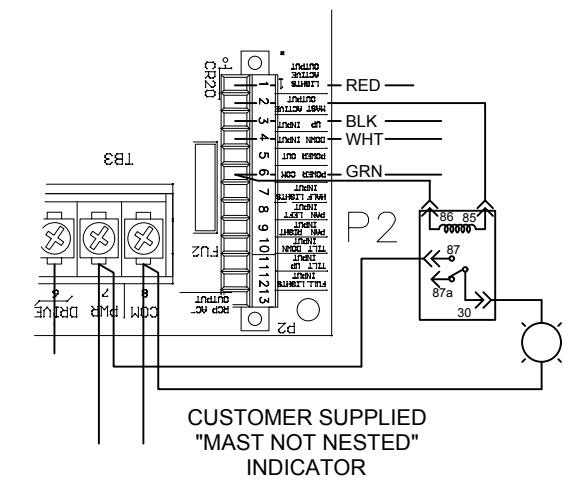 CR20
LIGHTS
ACTIVE
OUTPUT
MAST ACTIVE
OUTPUT
UP INPUT
DOWN INPUT
POWER OUT
POWER COM
HALF LIGHTS
INPUT
PAN LEFT
INPUT
PAN RIGHT
INPUT
TILT DOWN
INPUT
TILT UP
INPUT
FULL LIGHTS
INPUT
RCP AC
OUTPUT
1
1
2
3
4
5
6
7
8
9
10
11
12
13
RED
BLK
WHT
GRN
TB3
FU2
P2
P2
6
7
8
DRIVE
PWR
COM
86
85
87
87a
30
CUSTOMER SUPPLIED
"MAST NOT NESTED"
INDICATOR